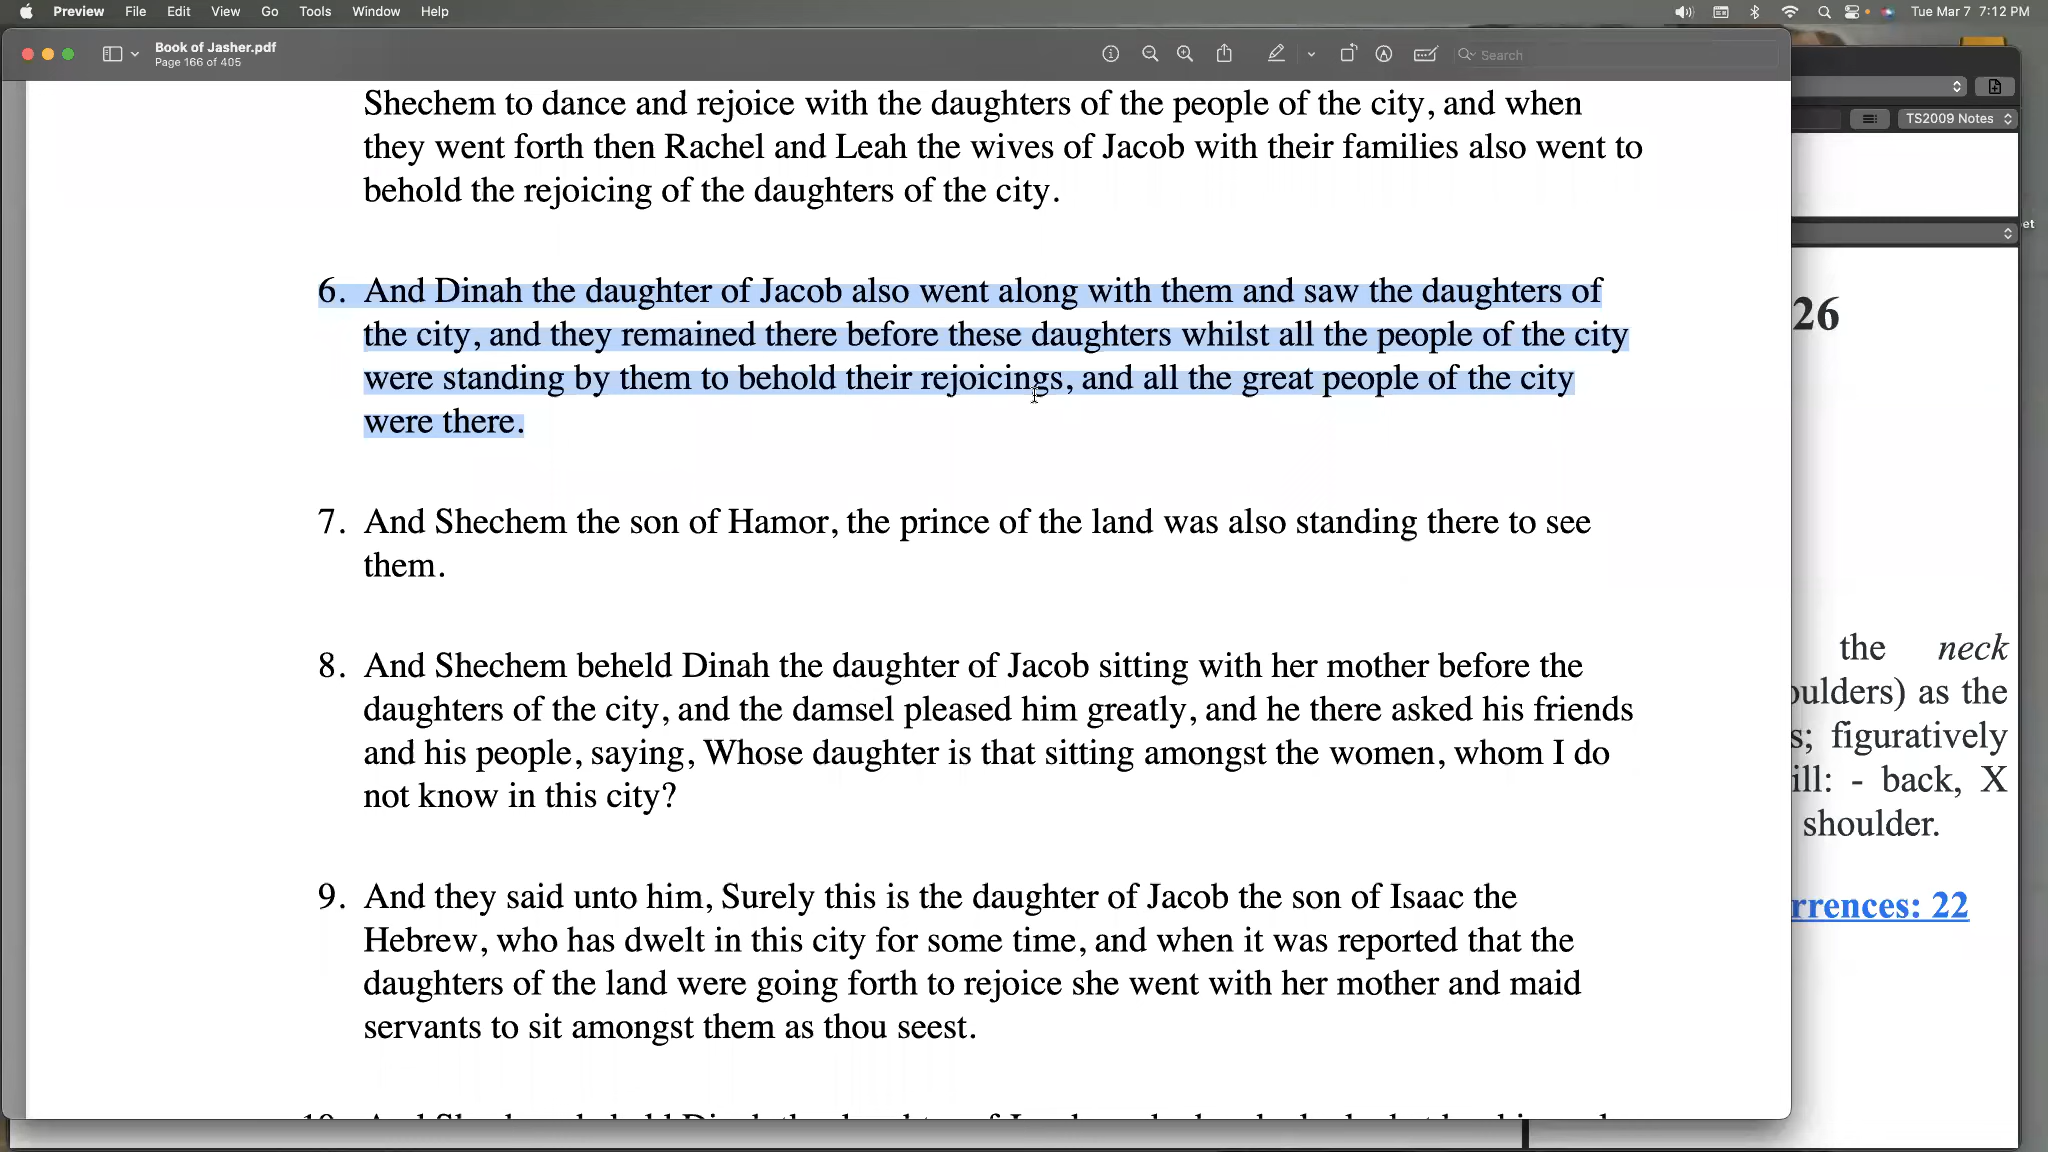 Preview File Edit View Go Tools Window Help Tue Mar 7 7:12 PM
Book of Jasher.pdf
Page 166 of 405
Search
TS2009 Notes
Shechem to dance and rejoice with the daughters of the people of the city, and when
they went forth then Rachel and Leah the wives of Jacob with their families also went to
behold the rejoicing of the daughters of the city.
6. And Dinah the daughter of Jacob also went along with them and saw the daughters of
the city, and they remained there before these daughters whilst all the people of the city
were standing by them to behold their rejoicings, and all the great people of the city
were there.
7. And Shechem the son of Hamor, the prince of the land was also standing there to see
them.
8. And Shechem beheld Dinah the daughter of Jacob sitting with her mother before the
daughters of the city, and the damsel pleased him greatly, and he there asked his friends
and his people, saying, Whose daughter is that sitting amongst the women, whom I do
not know in this city?
9. And they said unto him, Surely this is the daughter of Jacob the son of Isaac the
Hebrew, who has dwelt in this city for some time, and when it was reported that the
daughters of the land were going forth to rejoice she went with her mother and maid
servants to sit amongst them as thou seest.
et
26
the neck
oulders) as the
s; figuratively
ill: - back, X
shoulder.
rrences: 22